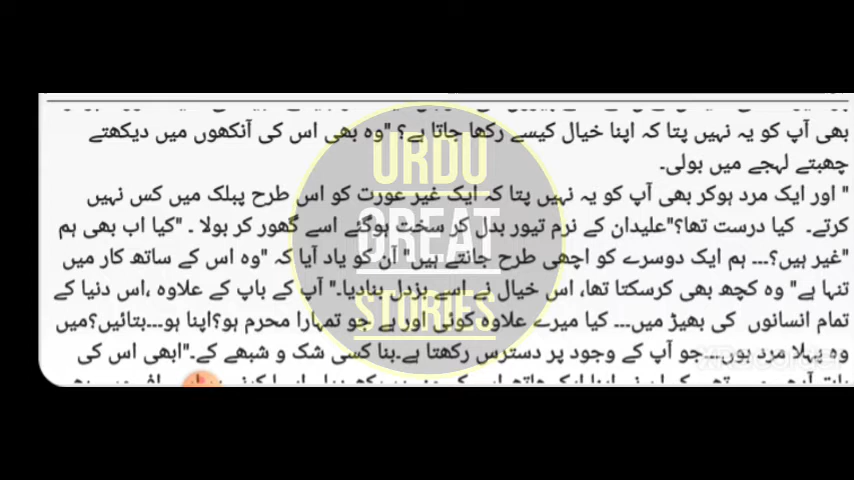 بھی آپ کو یہ نہیں پتا کہ اپنا خیال کیسے رکھا جاتا ہے؟ "وہ بھی اس کی آنکھوں میں دیکھتے
چھبتے لہجے میں بولی۔
" اور ایک مرد ہوکر بھی آپ کو یہ نہیں پتا کہ ایک غیر عورت کو اس طرح پبلک میں کس نہیں
کرتے۔ کیا درست تھا؟"علیدان کے نرم تیور بدل کر سخت ہوگئے اسے گھور کر بولا ۔ "کیا اب بھی ہم
"غیر ہیں؟--- ہم ایک دوسرے کو اچھی طرح جانتے ہیں" آن کو یاد آیا کہ "وہ اس کے ساتھ کار میں
تنہا ہے" وہ کچھ بھی کرسکتا تھا، اس خیال نے اسے بزدل بنادیا۔" آپ کے باپ کے علاوہ ،اس دنیا کے
تمام انسانوں کی بھیڑ میں--- کیا میرے علاوہ کوئی اور ہے جو تمہارا محرم ہو؟اپنا ہو---بتائیں؟میں
وہ پہلا مرد ہوں۔۔جو آپ کے وجود پر دسترس رکھتا ہے۔بنا کسی شک و شبھے کے۔"ابھی اس کی
URDU
GREAT
STORIES